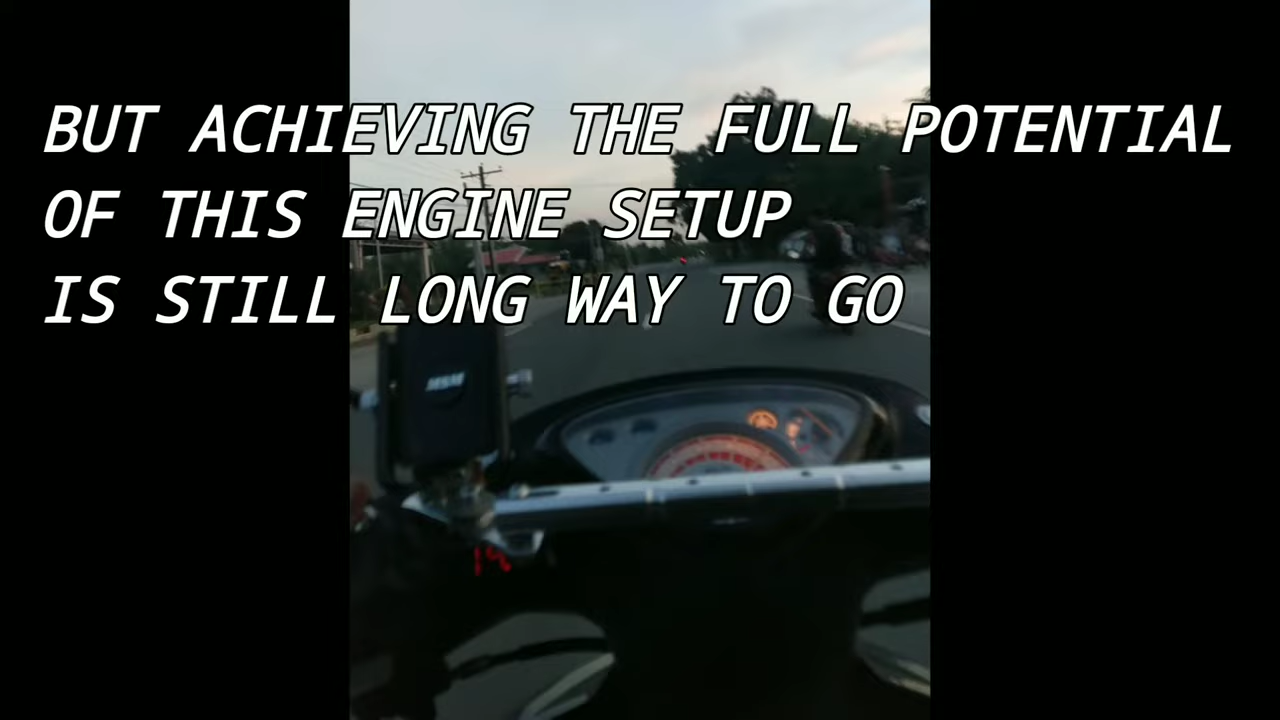 BUT ACHIEVING THE FULL POTENTIAL
OF THIS ENGINE SETUP
IS STILL LONG WAY TO GO